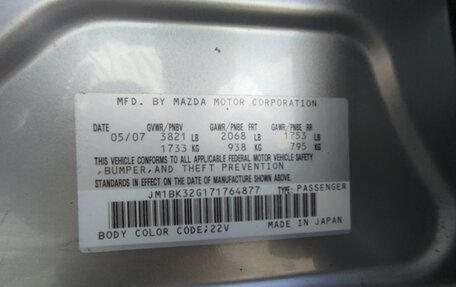 MFD. BY MAZDA MOTOR CORPORATION
DATE GVWR/PNBV GAWR/PNBE FRT GAWR/PNBE RR
05/07 3821 LB 2068 LB 1753 LB
1733 KG 938 KG 795 KG
THIS VEHICLE CONFORMS TO ALL APPLICABLE FEDERAL MOTOR VEHICLE SAFETY
,BUMPER,AND THEFT PREVENTION
STANDARDS IN EFFECT ON THE DATE OF MANUFACTURE SHOWN ABOVE.
JM1BK32G171764877 TYPE: PASSENGER
BODY COLOR CODE;22V MADE IN JAPAN